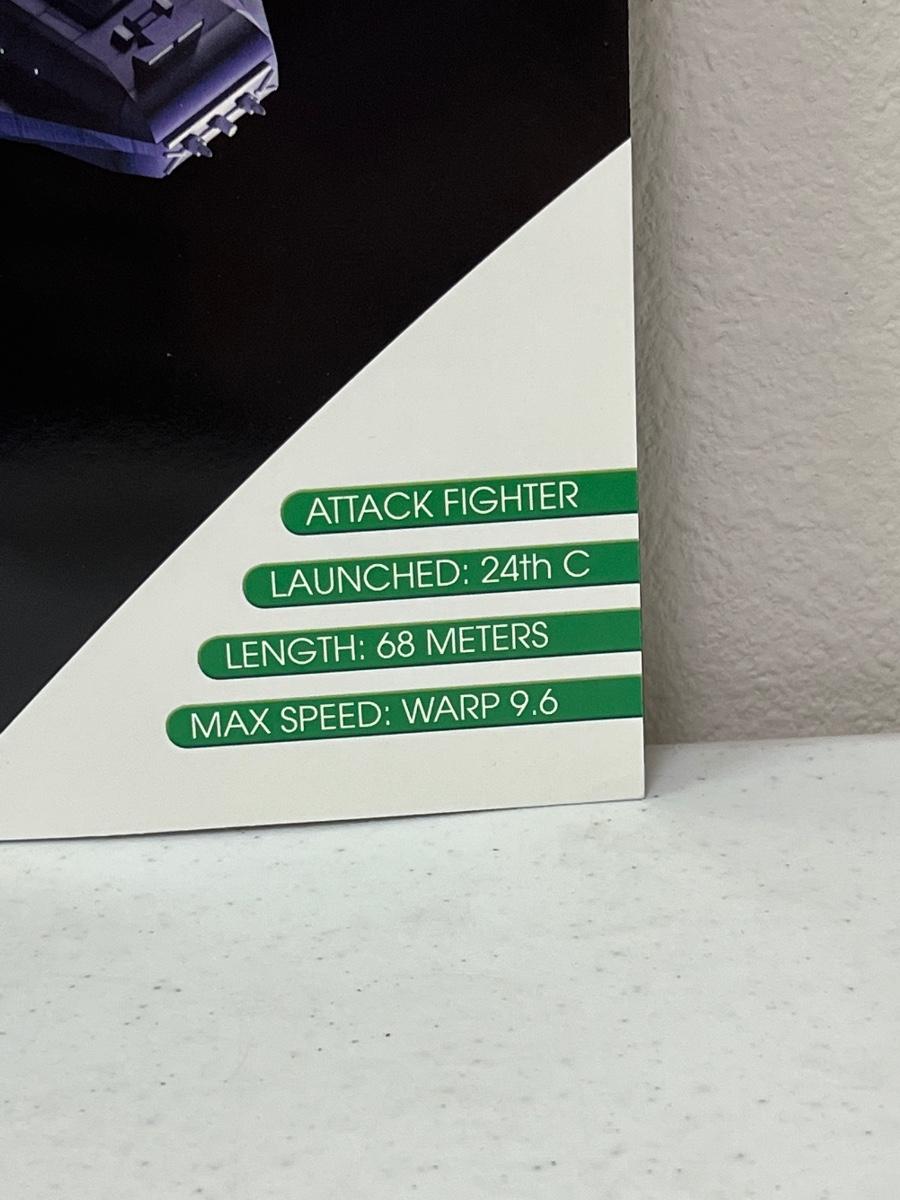 ATTACK FIGHTER
LAUNCHED: 24th C
LENGTH: 68 METERS
MAX SPEED: WARP 9.6